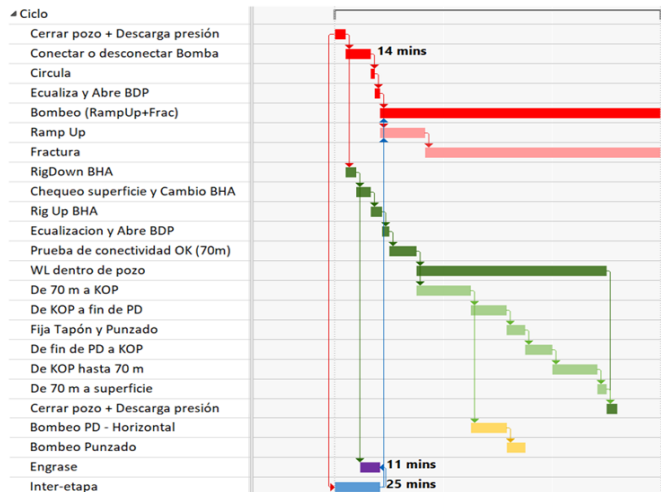 Ciclo
Cerrar pozo + Descarga presión
Conectar o desconectar Bomba 14 mins
Circula
Ecualiza y Abre BDP
Bombeo (RampUp+Frac)
Ramp Up
Fractura
RigDown BHA
Chequeo superficie y Cambio BHA
Rig Up BHA
Ecualizacion y Abre BDP
Prueba de conectividad OK (70m)
WL dentro de pozo
De 70 m a KOP
De KOP a fin de PD
Fija Tapón y Punzado
De fin de PD a KOP
De KOP hasta 70 m
De 70 m a superficie
Cerrar pozo + Descarga presión
Bombeo PD - Horizontal
Bombeo Punzado
Engrase 11 mins
Inter-etapa 25 mins